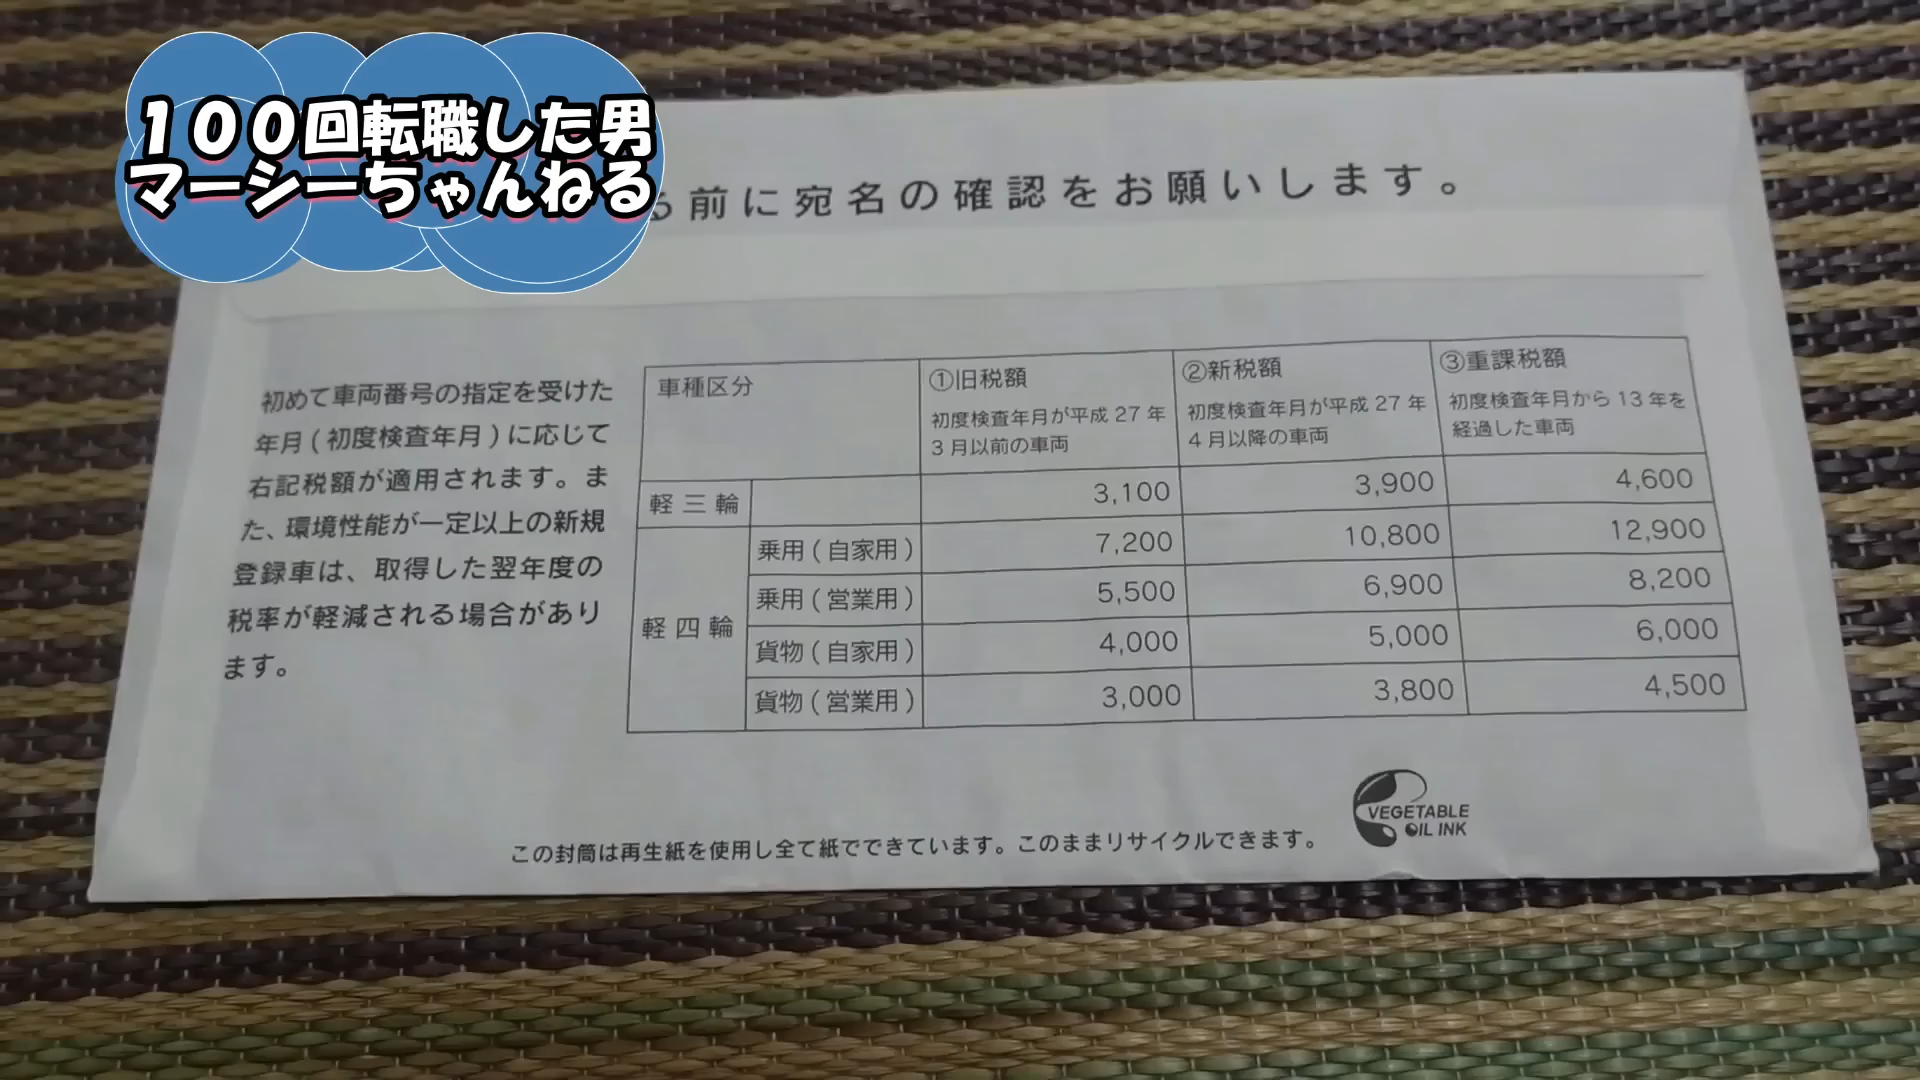 100回転職した男
マーシーちゃんねる
る前に宛名の確認をお願いします。
初めて車両番号の指定を受けた
年月(初度検査年月)に応じて
右記税額が適用されます。ま
た、環境性能が一定以上の新規
登録車は、取得した翌年度の
税率が軽減される場合があり
ます。
車種区分
①旧税額
初度検査年月が平成27年
3月以前の車両
②新税額
初度検査年月が平成27年
4月以降の車両
③重課税額
初度検査年月から13年を
経過した車両
軽三輪 3,100 3,900 4,600
軽四輪
乗用(自家用) 7,200 10,800 12,900
乗用(営業用) 5,500 6,900 8,200
貨物(自家用) 4,000 5,000 6,000
貨物(営業用) 3,000 3,800 4,500
VEGETABLE
OIL INK
この封筒は再生紙を使用し全て紙でできています。このままリサイクルできます。